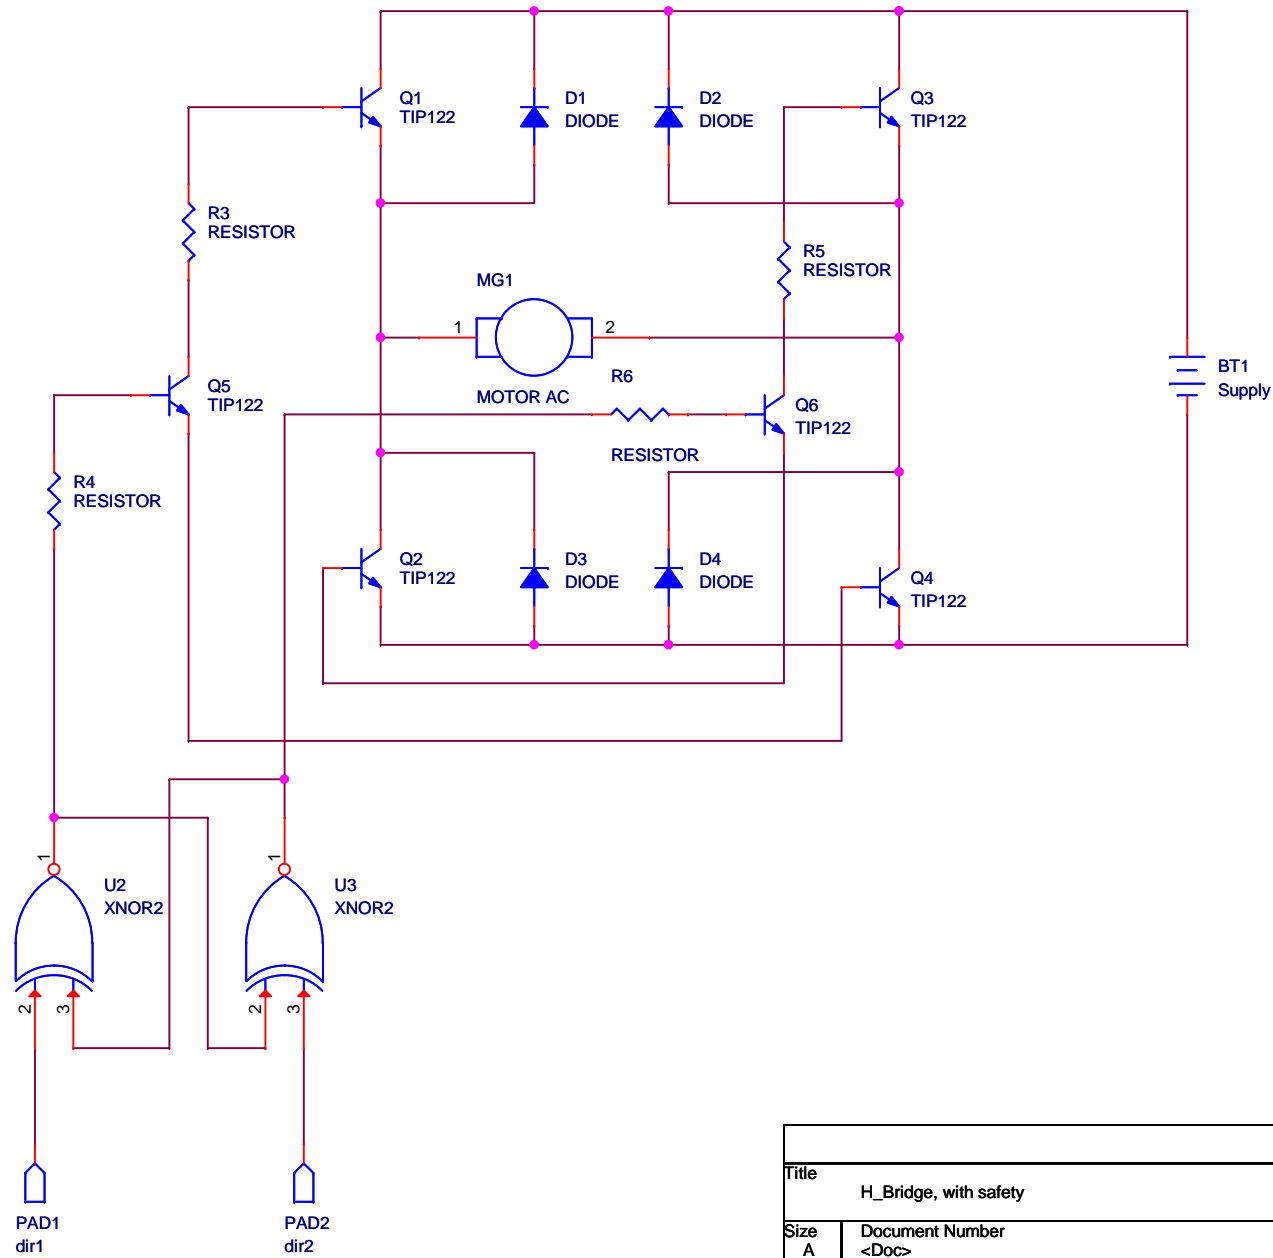 Q1
TIP122
D1
DIODE
D2
DIODE
Q3
TIP122
R3
RESISTOR
R5
RESISTOR
MG1
1
2
MOTOR AC
BT1
Supply
Q5
TIP122
R6
RESISTOR
Q6
TIP122
R4
RESISTOR
Q2
TIP122
D3
DIODE
D4
DIODE
Q4
TIP122
1
U2
XNOR2
2
3
1
U3
XNOR2
2
3
PAD1
dir1
PAD2
dir2
Title
H_Bridge, with safety
Size
A
Document Number
<Doc>